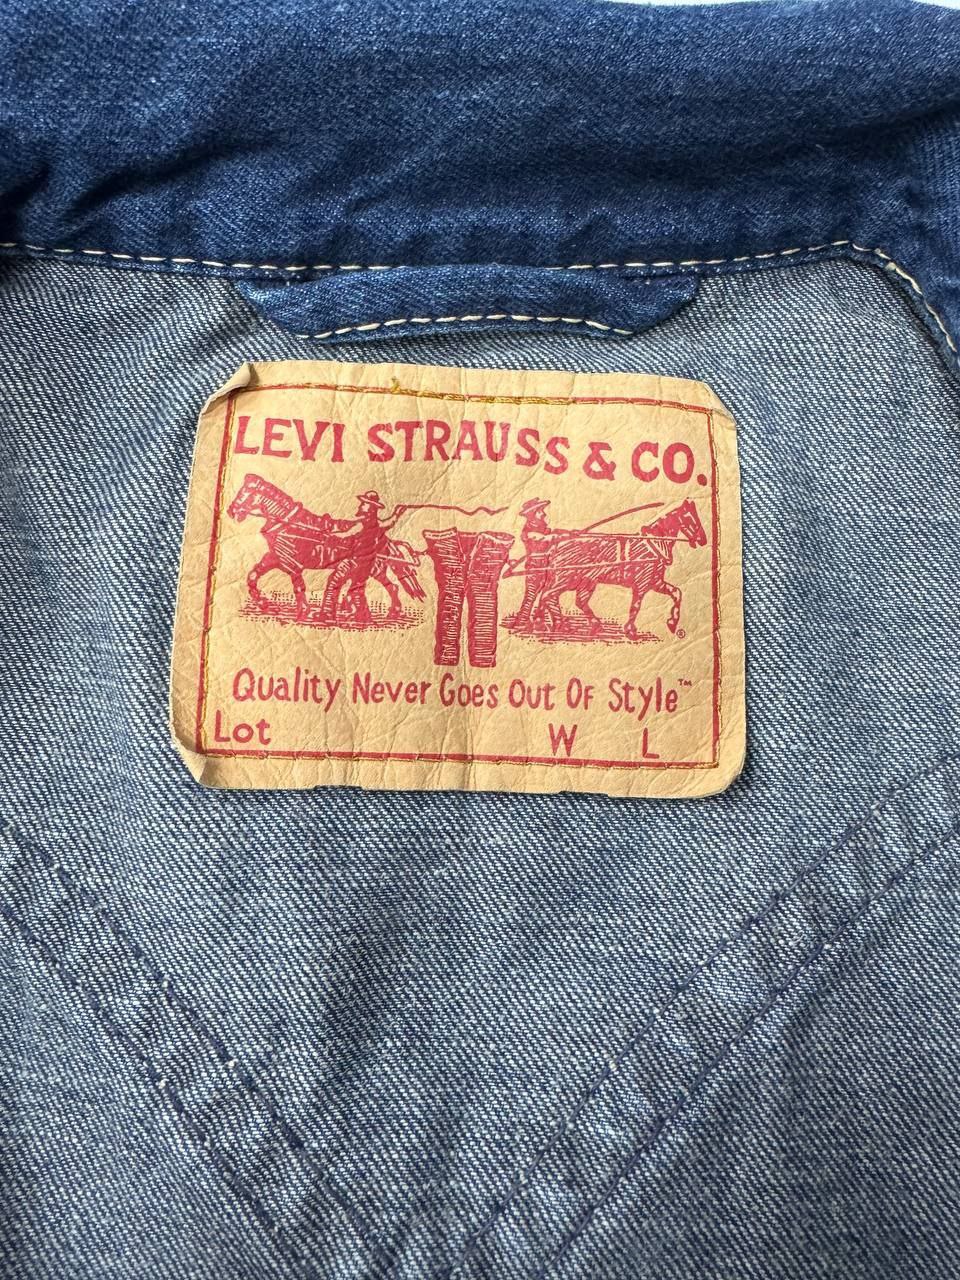 LEVI STRAUSS & CO.
®
Quality Never Goes Out Of Style™
Lot W L